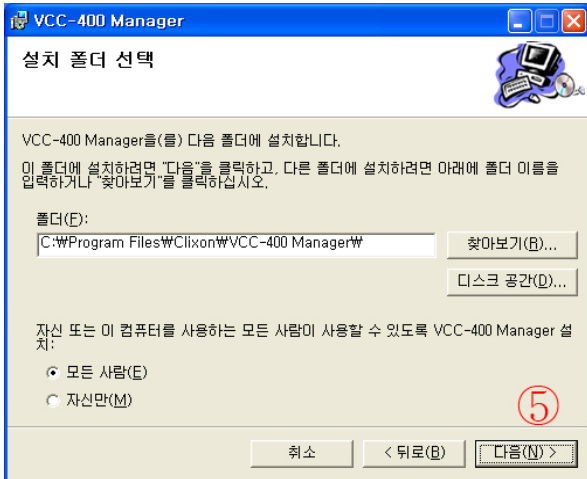 VCC-400 Manager
설치 폴더 선택
VCC-400 Manager을(를) 다음 폴더에 설치합니다.
이 폴더에 설치하려면 "다음"을 클릭하고, 다른 폴더에 설치하려면 아래에 폴더 이름을
입력하거나 "찾아보기"를 클릭하십시오.
폴더(F):
C:₩Program Files₩Clixon₩VCC-400 Manager₩
찾아보기(R)...
디스크 공간(D)...
자신 또는 이 컴퓨터를 사용하는 모든 사람이 사용할 수 있도록 VCC-400 Manager 설
치:
모든 사람(E)
자신만(M)
⑤
취소
< 뒤로(B)
다음(N) >